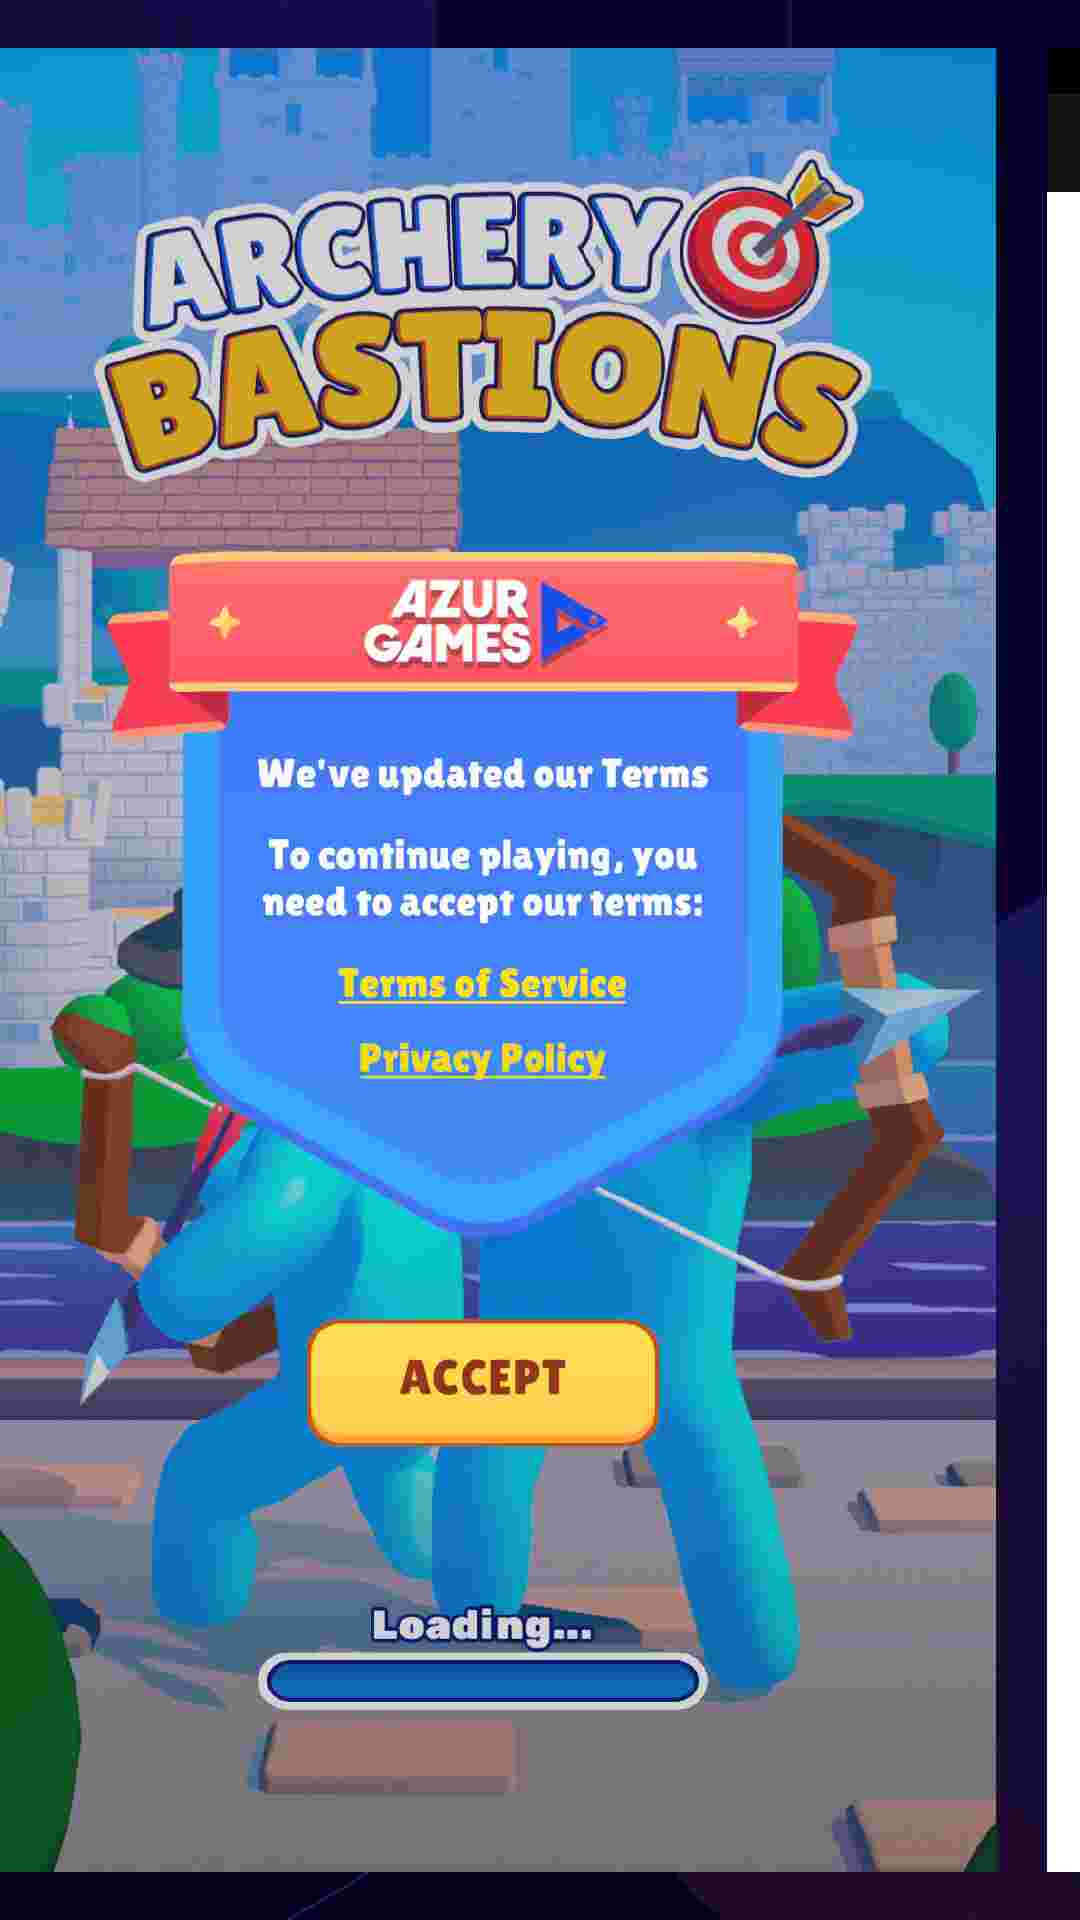 ARCHERY
BASTIONS
AZUR
GAMES
We've updated our Terms
To continue playing, you
need to accept our terms:
Terms of Service
Privacy Policy
ACCEPT
Loading...